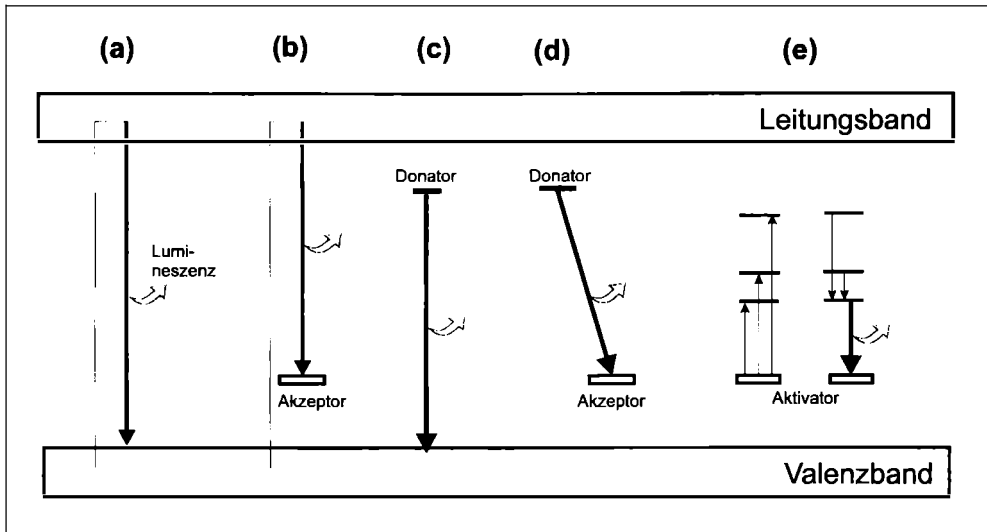 (a)
(b)
(c)
(d)
(e)
Leitungsband
Donator
Donator
Lumi-
neszenz
Akzeptor
Akzeptor
Aktivator
Valenzband